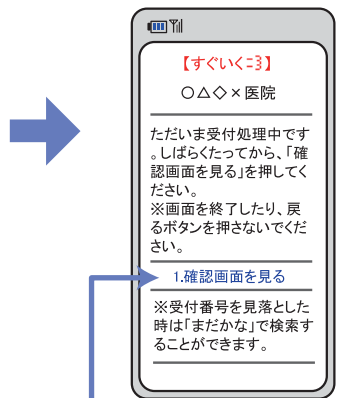 【すぐいくﾆﾖ】
○△◇×医院
ただいま受付処理中です
。しばらくたってから、「確
認画面を見る」を押してく
ださい。
※画面を終了したり、戻
るボタンを押さないでくだ
さい。
1.確認画面を見る
※受付番号を見落とした
時は「まだかな」で検索す
ることができます。